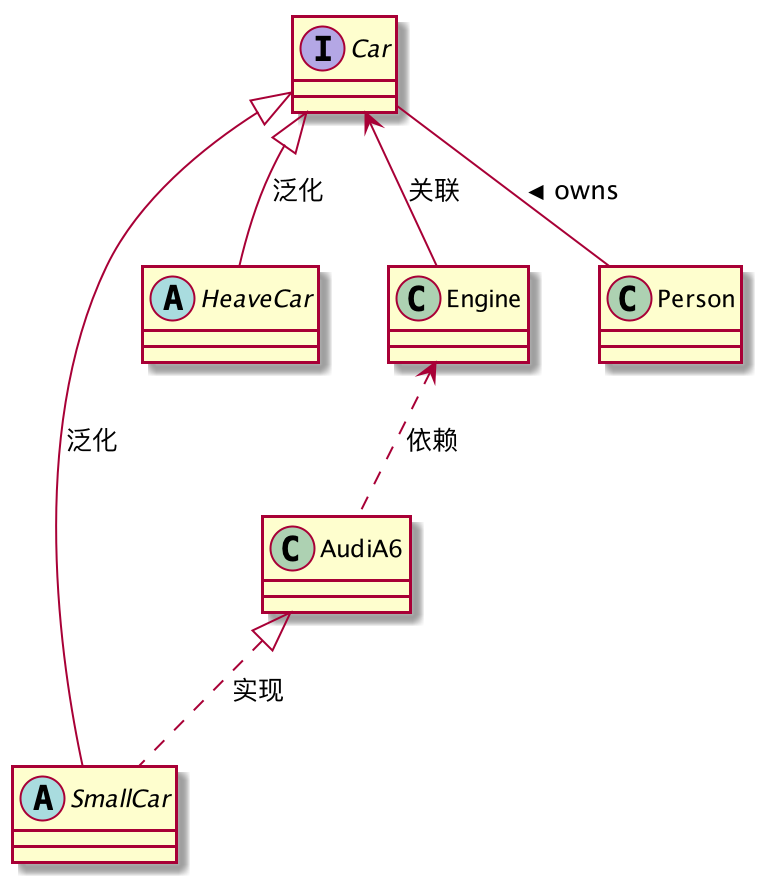 I Car
泛化
关联
◄ owns
A HeaveCar
C Engine
C Person
泛化
依赖
C AudiA6
实现
A SmallCar